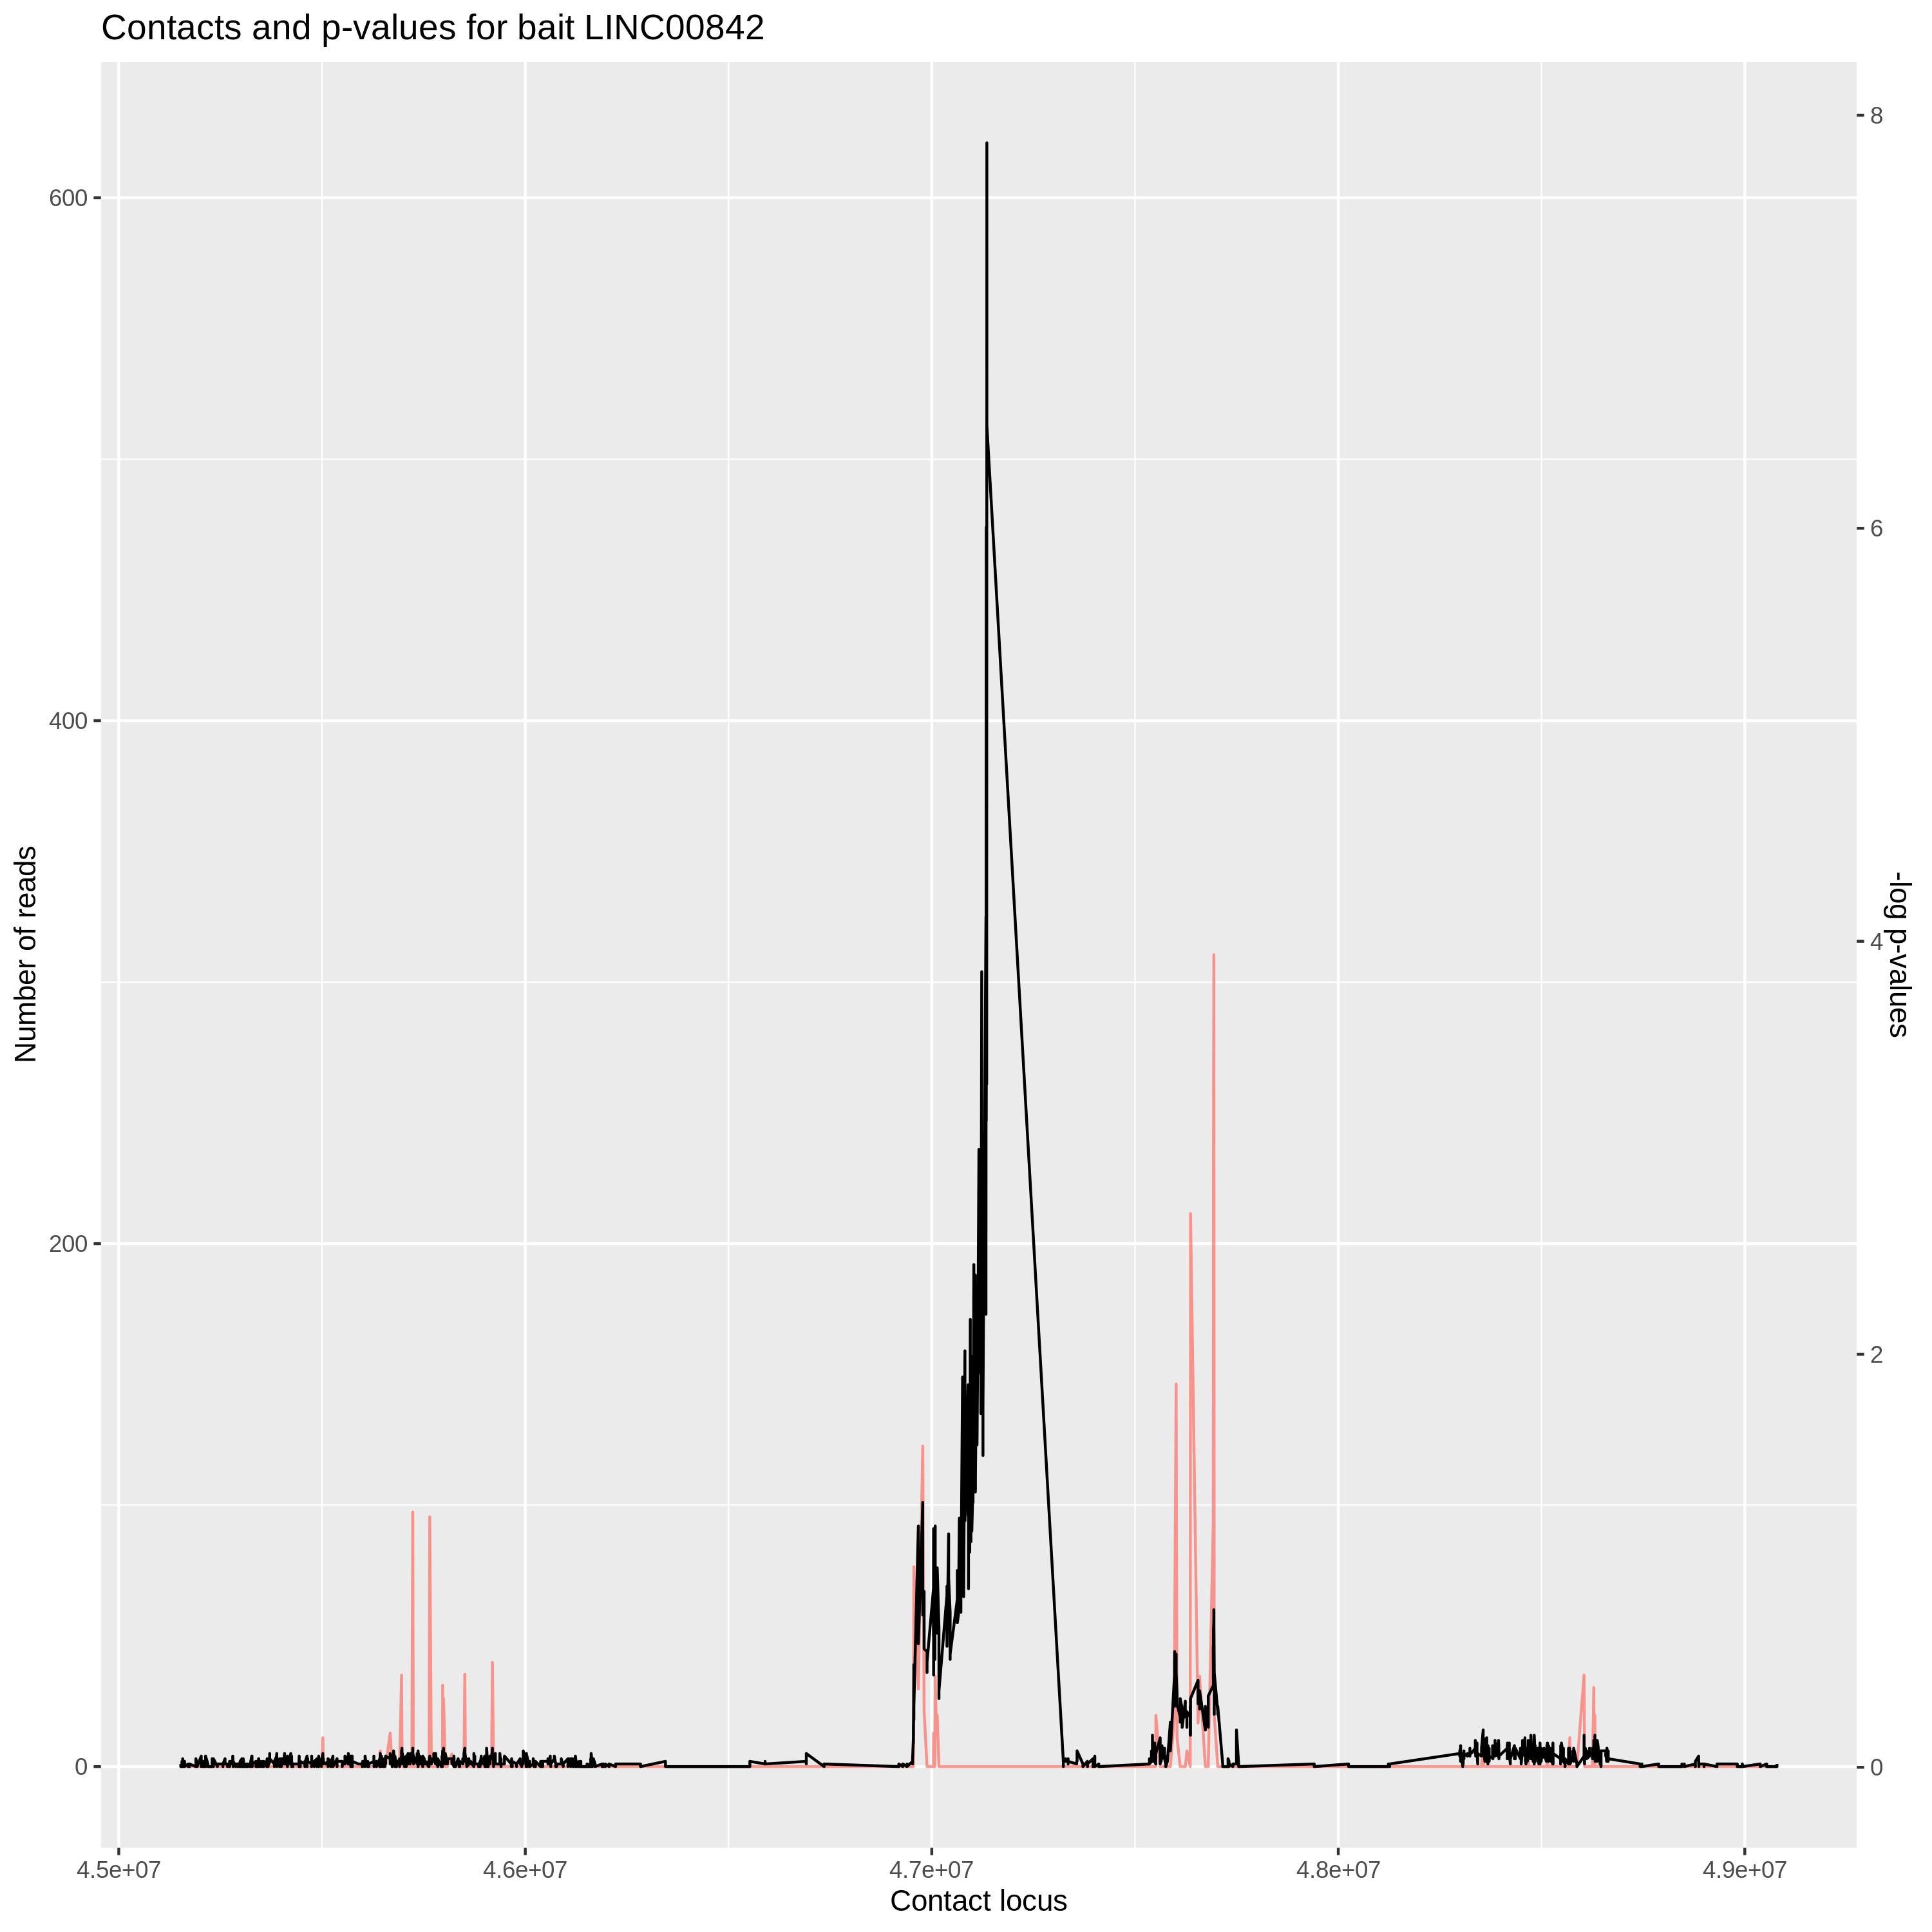 Contacts and p-values for bait LINC00842
8
600
6
400
4
200
2
0
0
Number of reads
-log p-values
4.5e+07 4.6e+07 4.7e+07 4.8e+07 4.9e+07
Contact locus